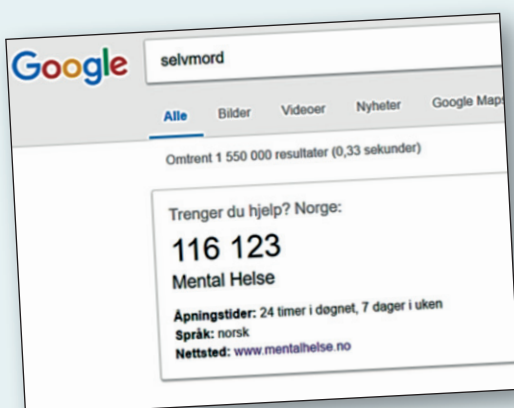 Google
selvmord
Alle Bilder Videoer Nyheter Google Maps
Omtrent 1 550 000 resultater (0,33 sekunder)
Trenger du hjelp? Norge:
116 123
Mental Helse
Åpningstider: 24 timer i døgnet, 7 dager i uken
Språk: norsk
Nettsted: www.mentalhelse.no